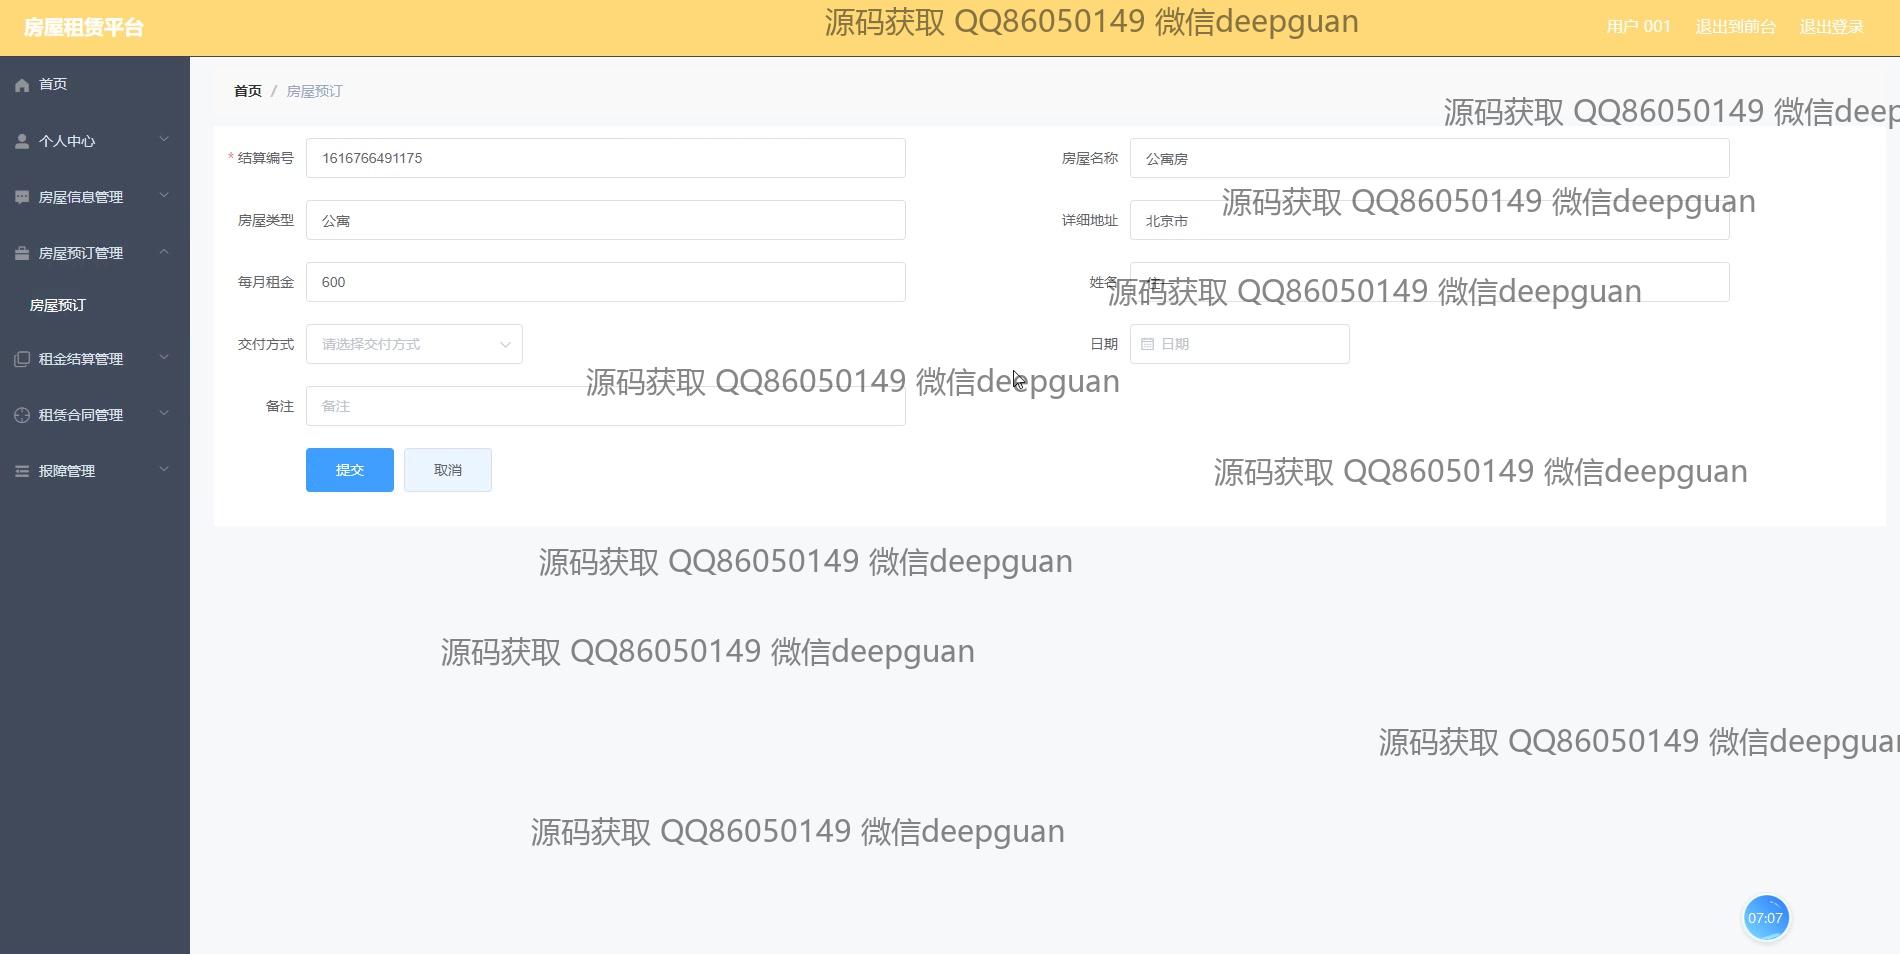 房屋租赁平台
源码获取 QQ86050149 微信deepguan
用户 001 退出到前台 退出登录
首页
个人中心
房屋信息管理
房屋预订管理
房屋预订
租金结算管理
租赁合同管理
报障管理
首页 / 房屋预订
源码获取 QQ86050149 微信deep
* 结算编号 1616766491175
房屋名称 公寓房
源码获取 QQ86050149 微信deepguan
房屋类型 公寓
详细地址 北京市
每月租金 600
姓名
源码获取 QQ86050149 微信deepguan
交付方式 请选择交付方式
日期 日期
源码获取 QQ86050149 微信deepguan
备注 备注
提交 取消
源码获取 QQ86050149 微信deepguan
源码获取 QQ86050149 微信deepguan
源码获取 QQ86050149 微信deepguan
源码获取 QQ86050149 微信deepgua
源码获取 QQ86050149 微信deepguan
07:07